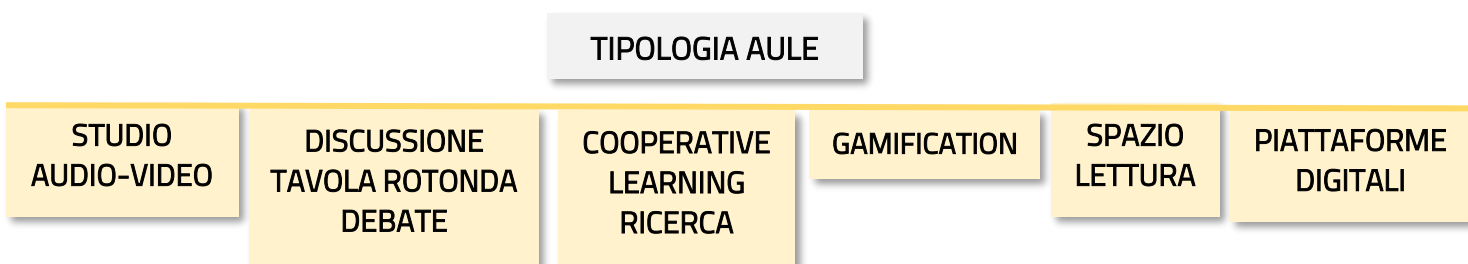 TIPOLOGIA AULE
STUDIO
AUDIO-VIDEO
DISCUSSIONE
TAVOLA ROTONDA
DEBATE
COOPERATIVE
LEARNING
RICERCA
GAMIFICATION
SPAZIO
LETTURA
PIATTAFORME
DIGITALI